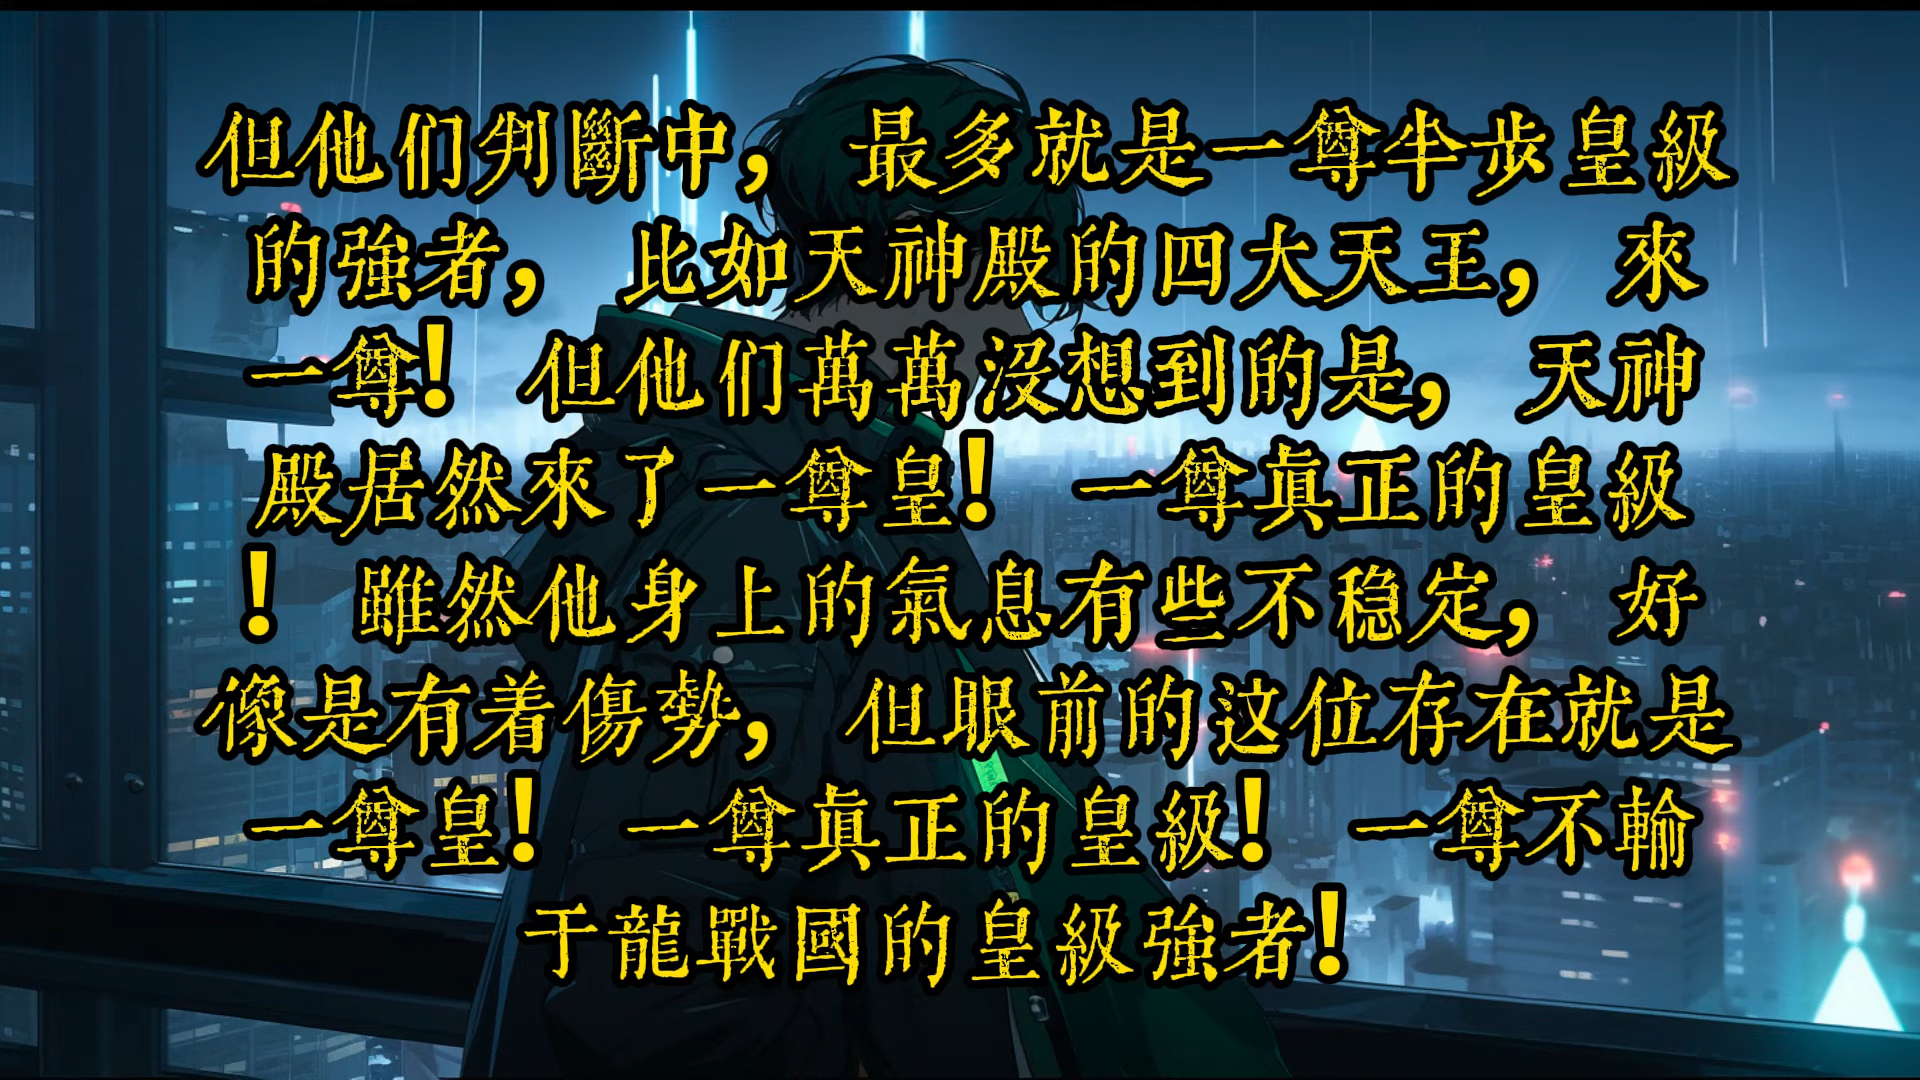 但他们判斷中，最多就是一尊半步皇級
的強者，比如天神殿的四大天王，來
一尊！但他们萬萬沒想到的是，天神
殿居然來了一尊皇！一尊真正的皇級
！雖然他身上的氣息有些不稳定，好
像是有着傷勢，但眼前的这位存在就是
一尊皇！一尊真正的皇級！一尊不輸
于龍戰國的皇級強者！